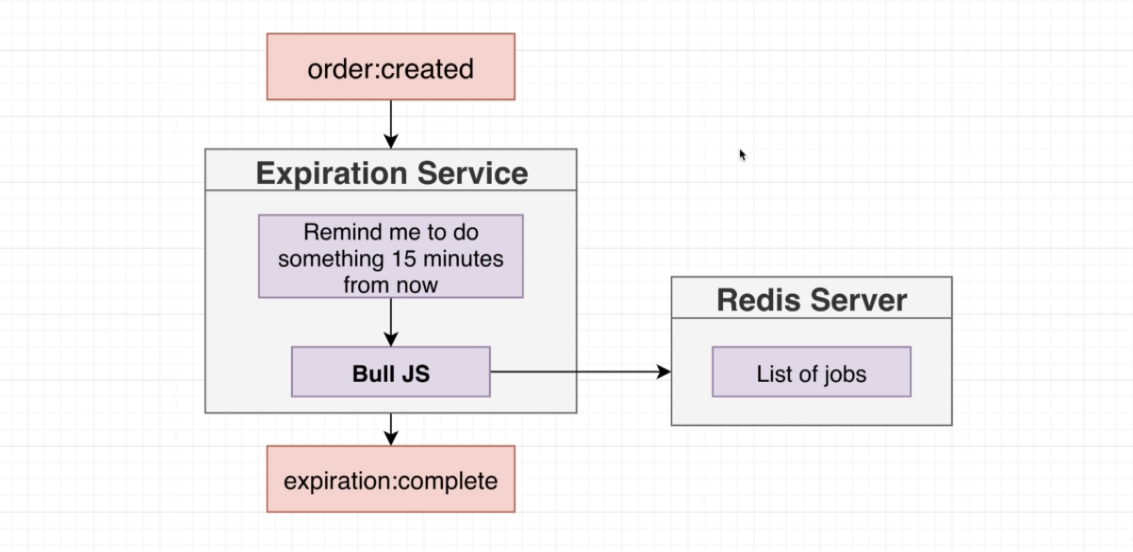 order:created
Expiration Service
Remind me to do
something 15 minutes
from now
Bull JS
Redis Server
List of jobs
expiration:complete